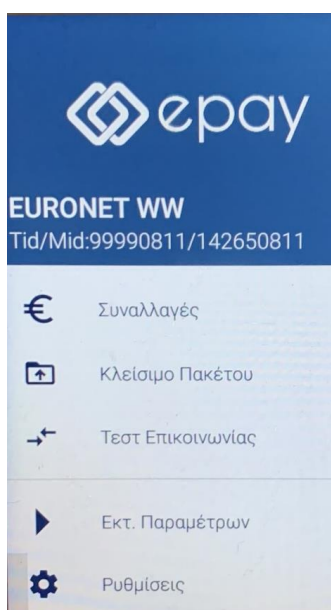 epay
EURONET WW
Tid/Mid:99990811/142650811
Συναλλαγές
Κλείσιμο Πακέτου
Τεστ Επικοινωνίας
Εκτ. Παραμέτρων
Ρυθμίσεις